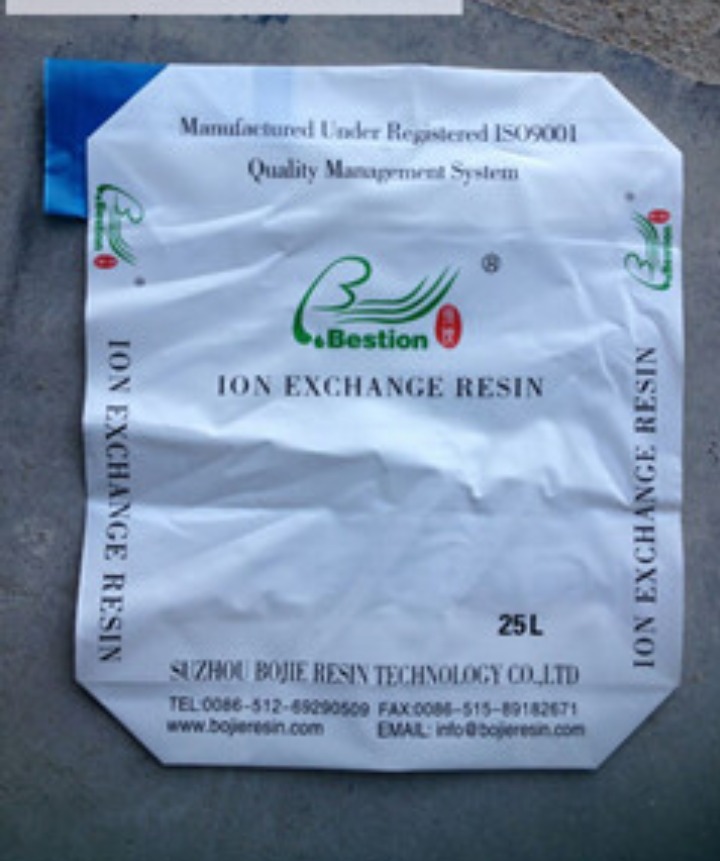 Manufactured Under Registered ISO9001
Quality Management System
Bestion
®
ION EXCHANGE RESIN
Bestion
ION EXCHANGE RESIN
Bestion
ION EXCHANGE RESIN
25L
SUZHOU BOJIE RESIN TECHNOLOGY CO.,LTD
TEL:0086-512-69290509 FAX:0086-515-89182671
www.bojieresin.com EMAIL: info@bojieresin.com